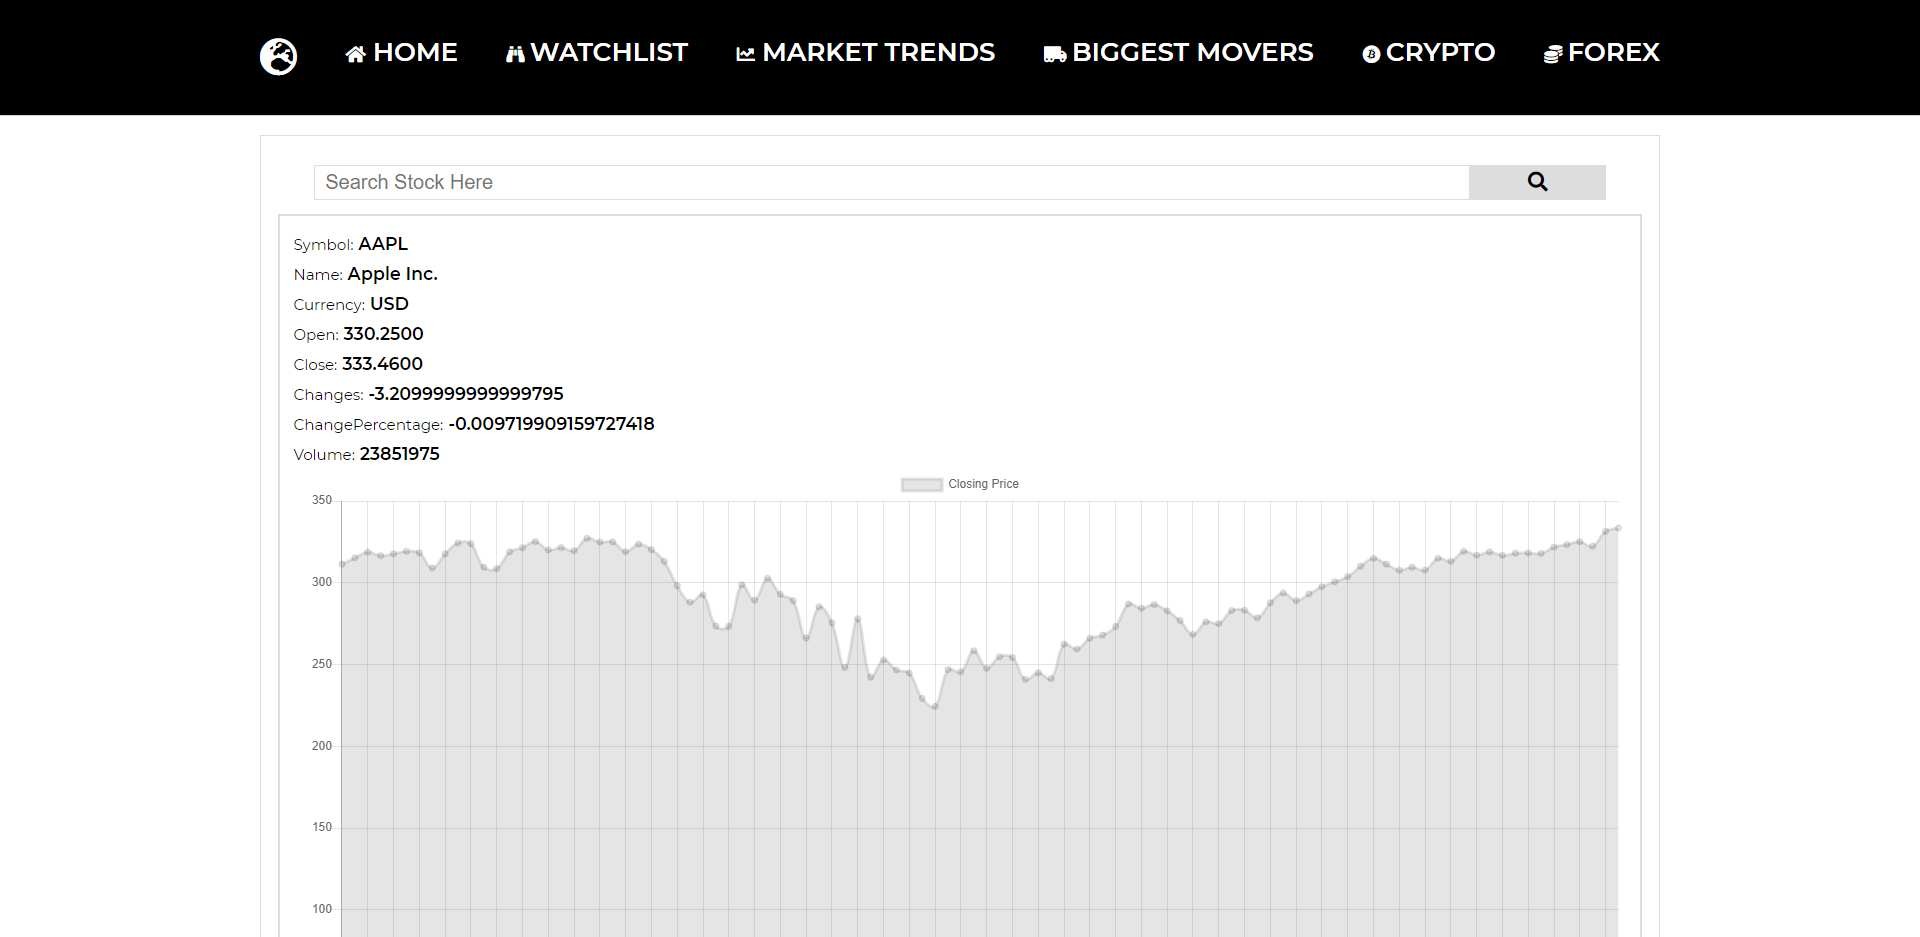 HOME WATCHLIST MARKET TRENDS BIGGEST MOVERS CRYPTO FOREX
Search Stock Here
Symbol: AAPL
Name: Apple Inc.
Currency: USD
Open: 330.2500
Close: 333.4600
Changes: -3.2099999999999795
ChangePercentage: -0.009719909159727418
Volume: 23851975
Closing Price
350
300
250
200
150
100